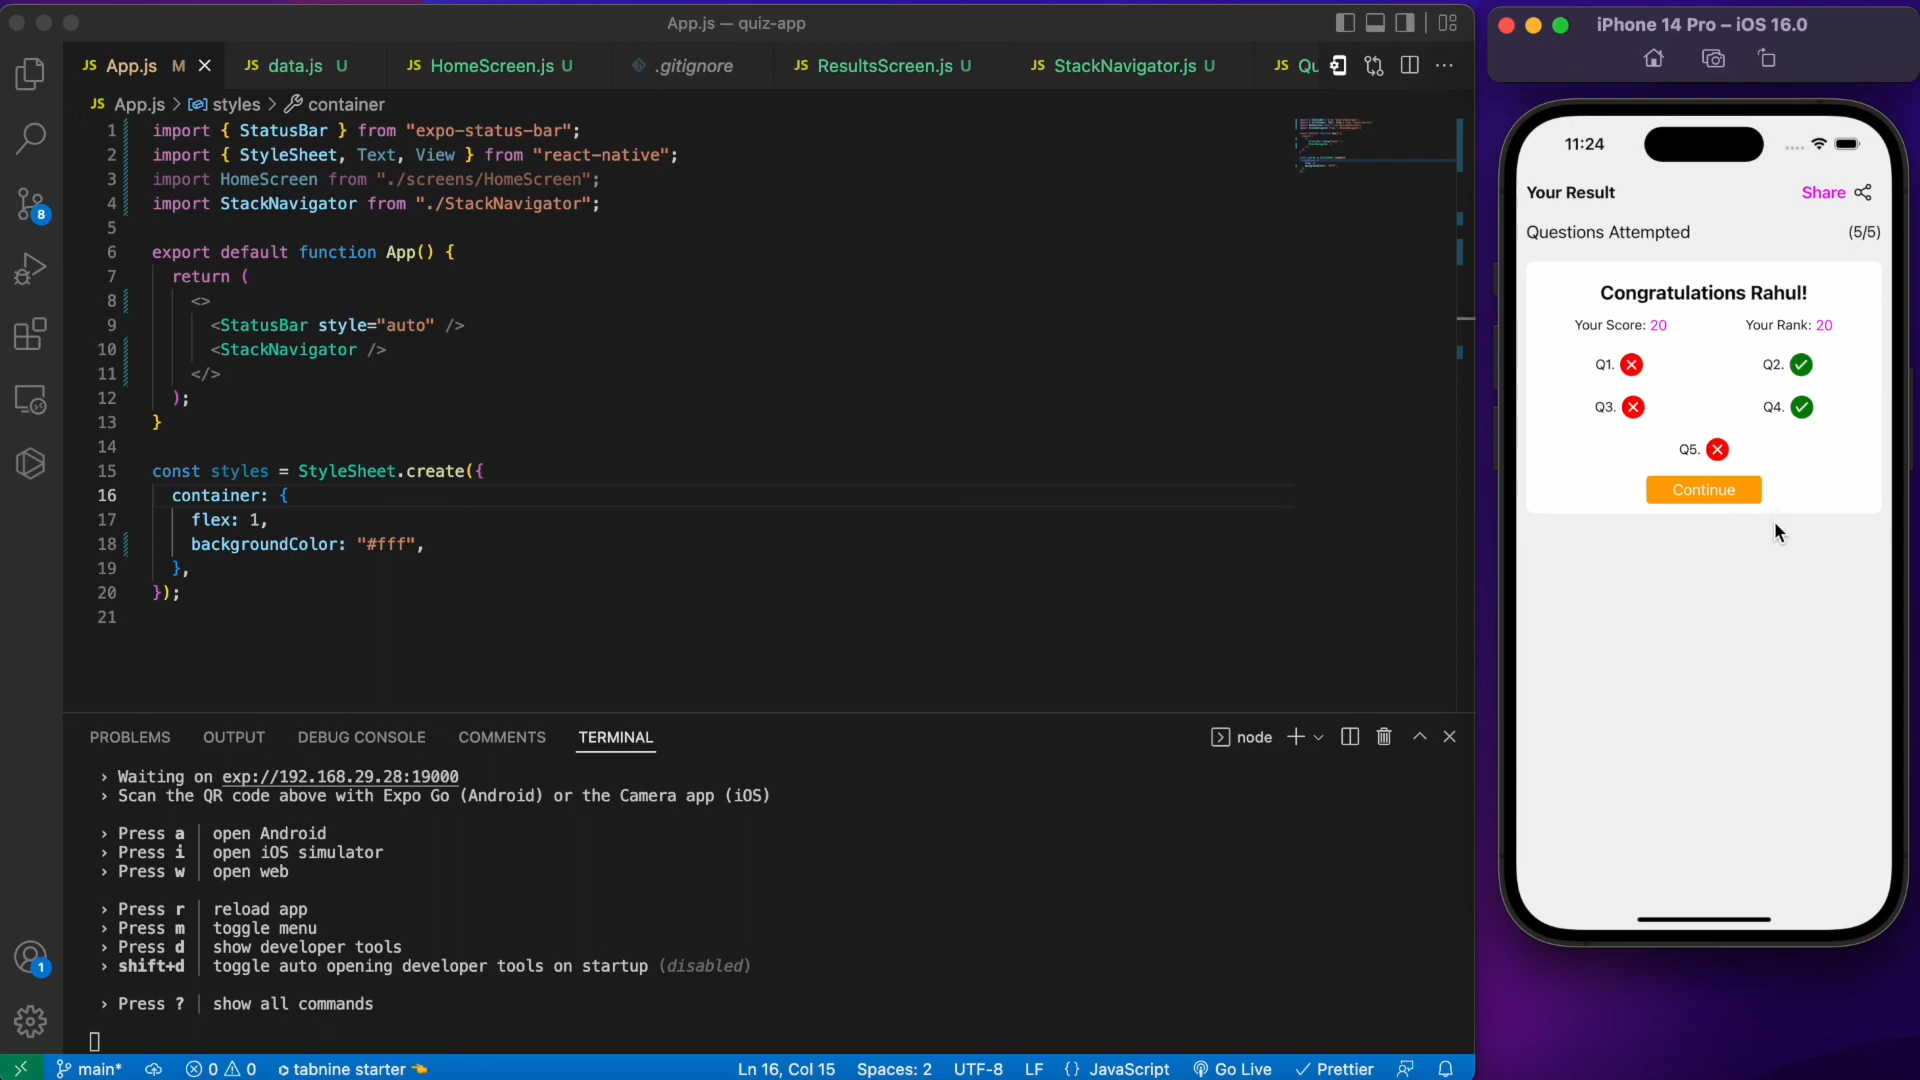 App.js — quiz-app
JS App.js M
JS data.js U
JS HomeScreen.js U
.gitignore
JS ResultsScreen.js U
JS StackNavigator.js U
JS Qu
JS App.js > styles > container
1 import { StatusBar } from "expo-status-bar";
2 import { StyleSheet, Text, View } from "react-native";
3 import HomeScreen from "./screens/HomeScreen";
4 import StackNavigator from "./StackNavigator";
5
6 export default function App() {
7 return (
8 <>
9 <StatusBar style="auto" />
10 <StackNavigator />
11 </>
12 );
13 }
14
15 const styles = StyleSheet.create({
16 container: {
17 flex: 1,
18 backgroundColor: "#fff",
19 },
20 });
21
8
1
PROBLEMS OUTPUT DEBUG CONSOLE COMMENTS TERMINAL
node
› Waiting on exp://192.168.29.28:19000
› Scan the QR code above with Expo Go (Android) or the Camera app (iOS)
› Press a │ open Android
› Press i │ open iOS simulator
› Press w │ open web
› Press r │ reload app
› Press m │ toggle menu
› Press d │ show developer tools
› shift+d │ toggle auto opening developer tools on startup (disabled)
› Press ? │ show all commands
main* 0 0 tabnine starter
Ln 16, Col 15 Spaces: 2 UTF-8 LF {} JavaScript Go Live Prettier
iPhone 14 Pro – iOS 16.0
11:24
Your Result Share
Questions Attempted (5/5)
Congratulations Rahul!
Your Score: 20 Your Rank: 20
Q1. Q2.
Q3. Q4.
Q5.
Continue